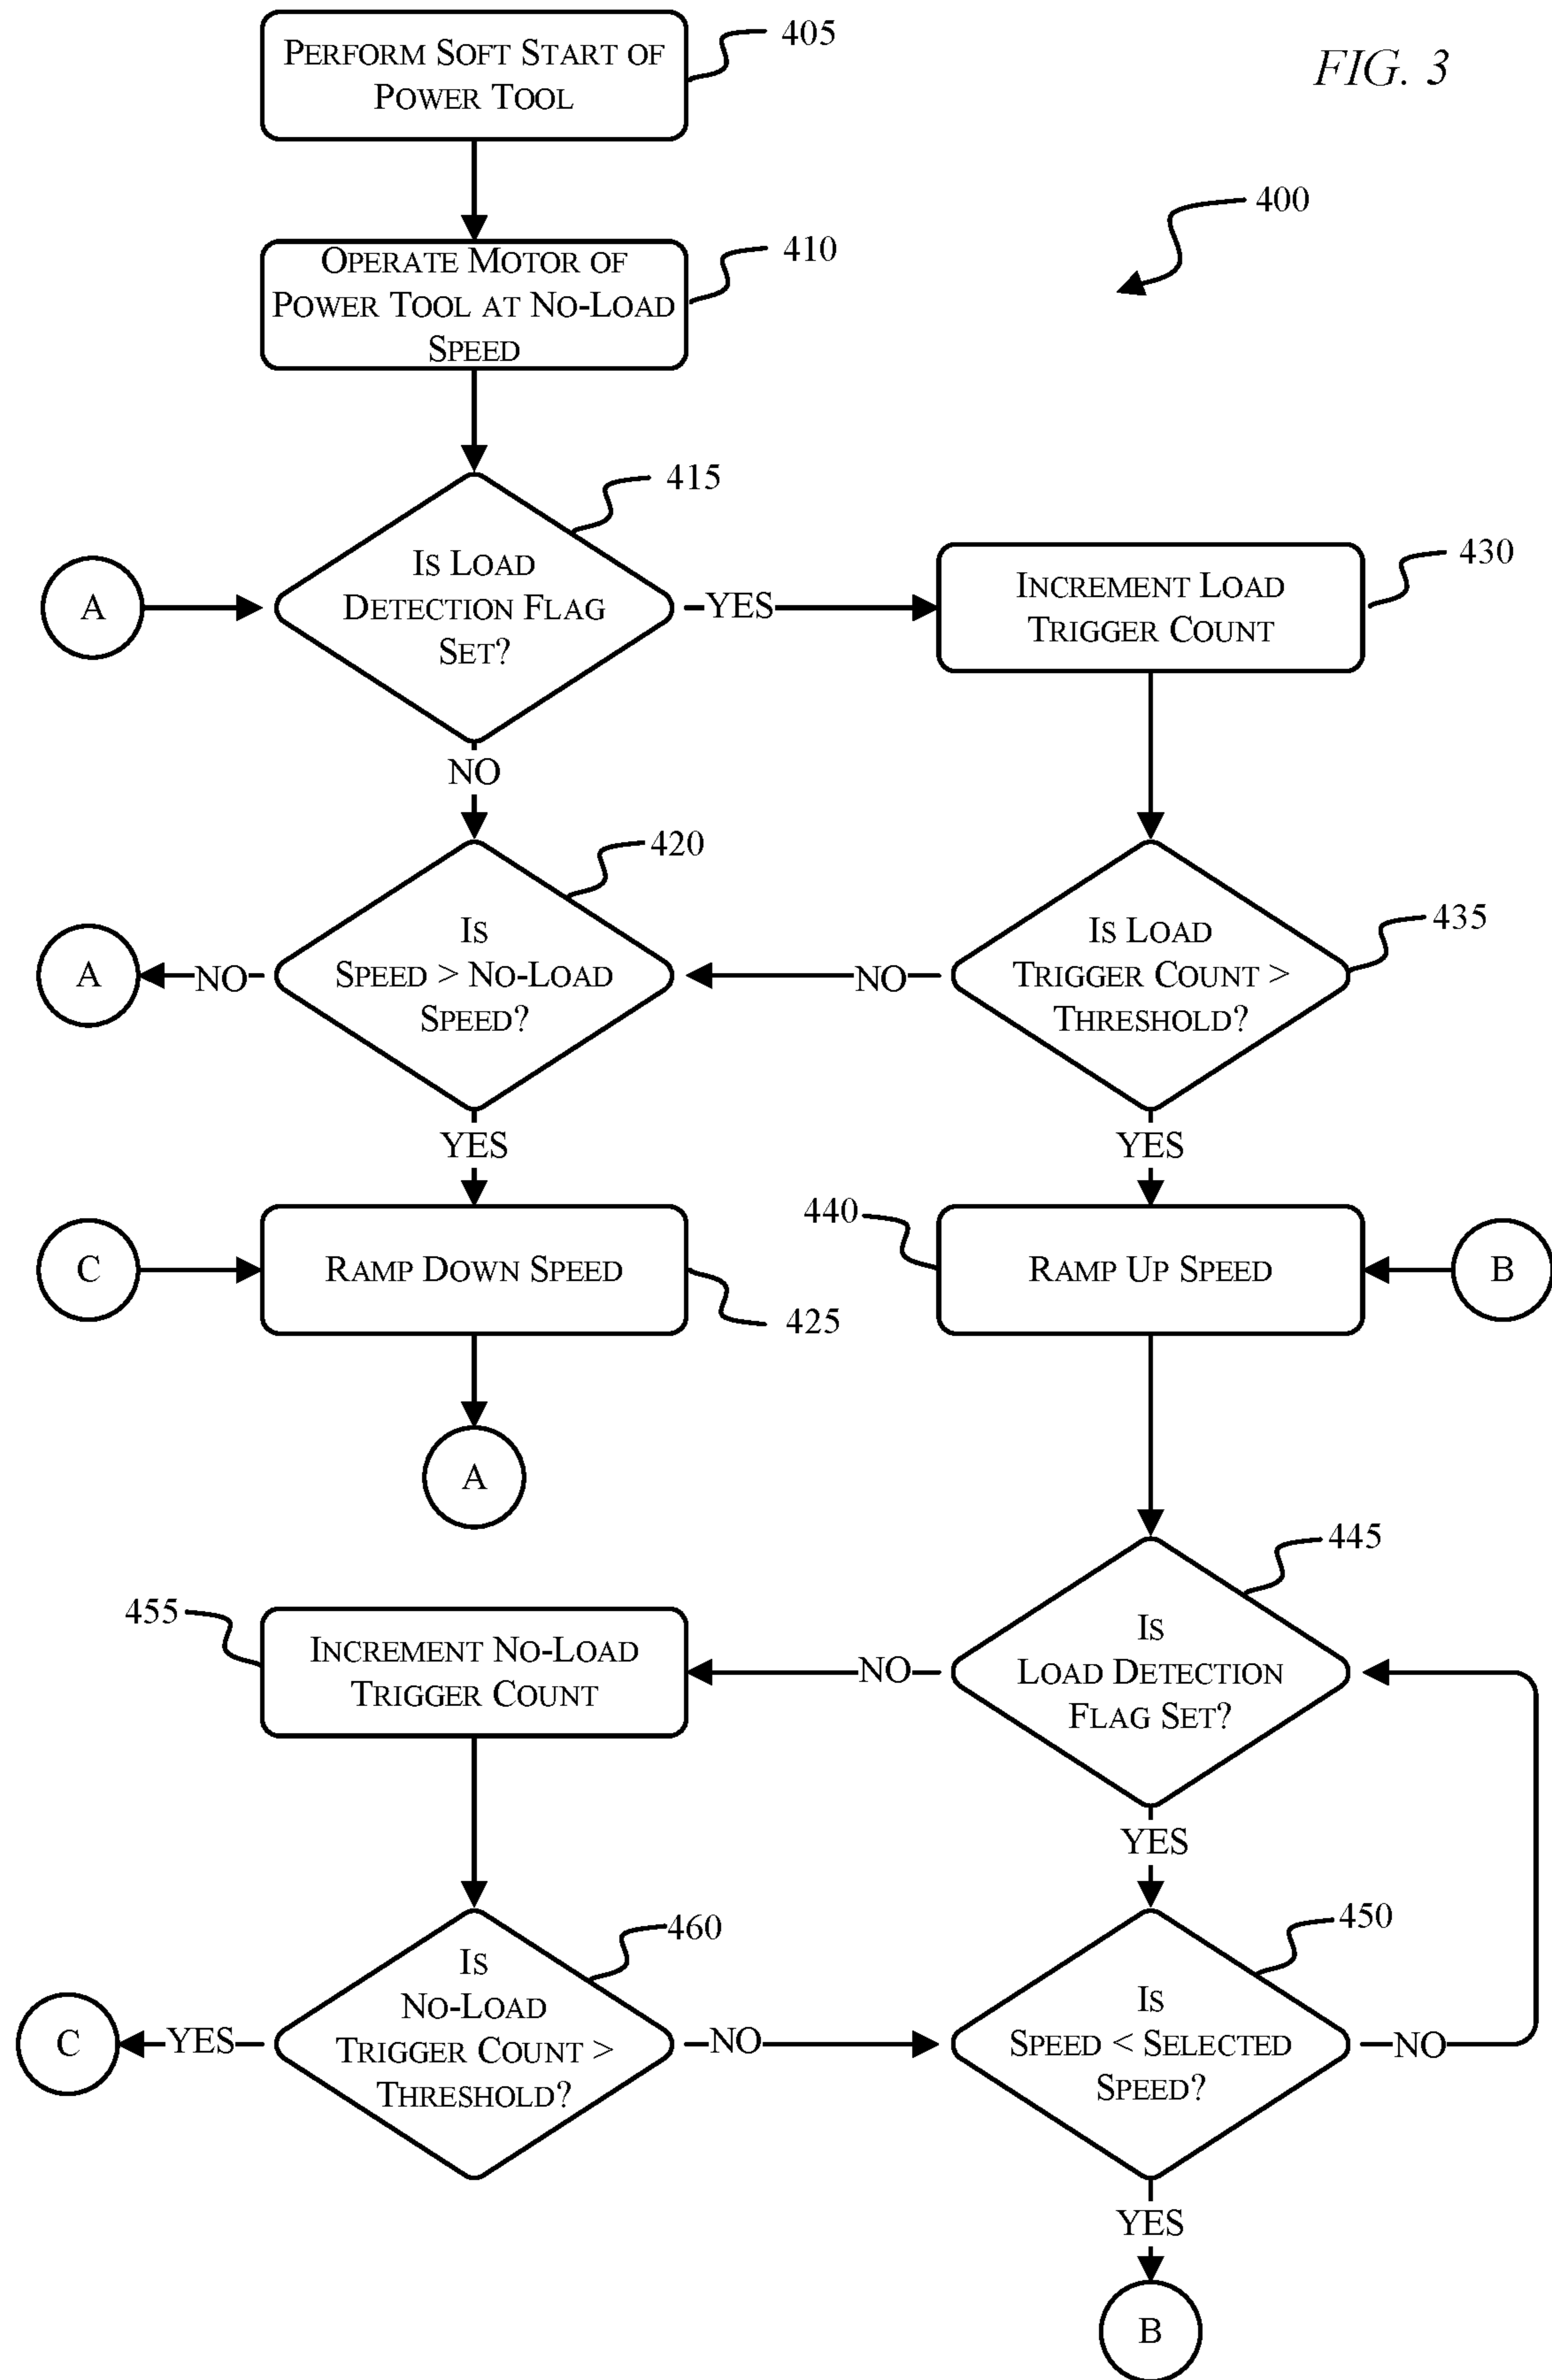 PERFORM SOFT START OF
POWER TOOL
405
FIG. 3
400
OPERATE MOTOR OF
POWER TOOL AT NO-LOAD
SPEED
410
415
IS LOAD
DETECTION FLAG
SET?
A
YES
INCREMENT LOAD
TRIGGER COUNT
430
NO
420
IS
SPEED > NO-LOAD
SPEED?
A
NO
NO
IS LOAD
TRIGGER COUNT >
THRESHOLD?
435
YES
YES
C
RAMP DOWN SPEED
425
440
RAMP UP SPEED
B
A
445
IS
LOAD DETECTION
FLAG SET?
455
INCREMENT NO-LOAD
TRIGGER COUNT
NO
YES
460
IS
NO-LOAD
TRIGGER COUNT >
THRESHOLD?
C
YES
NO
450
IS
SPEED < SELECTED
SPEED?
NO
YES
B